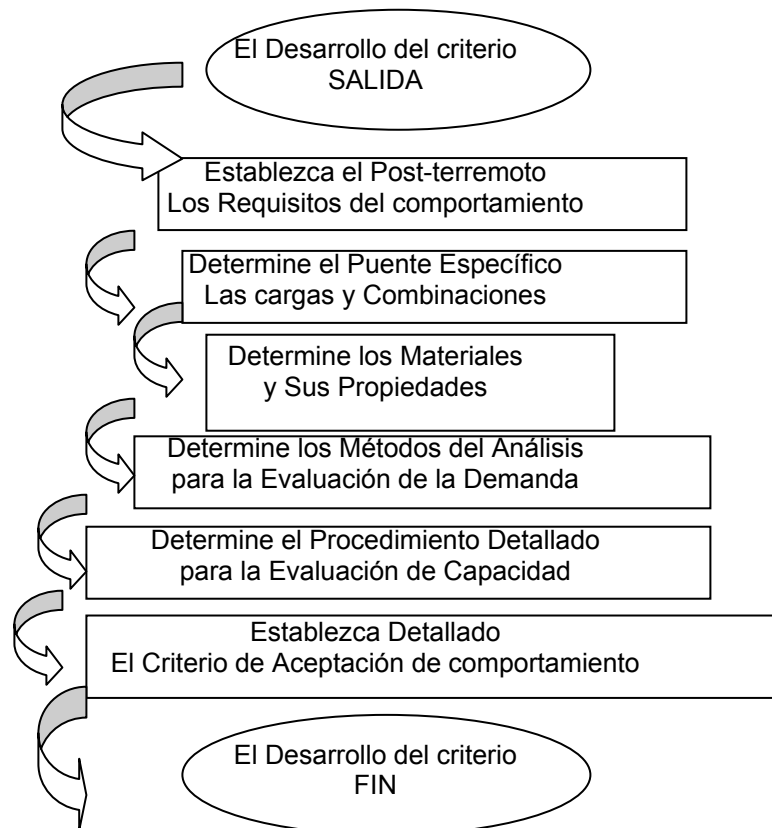 El Desarrollo del criterio
SALIDA
Establezca el Post-terremoto
Los Requisitos del comportamiento
Determine el Puente Específico
Las cargas y Combinaciones
Determine los Materiales
y Sus Propiedades
Determine los Métodos del Análisis
para la Evaluación de la Demanda
Determine el Procedimiento Detallado
para la Evaluación de Capacidad
Establezca Detallado
El Criterio de Aceptación de comportamiento
El Desarrollo del criterio
FIN